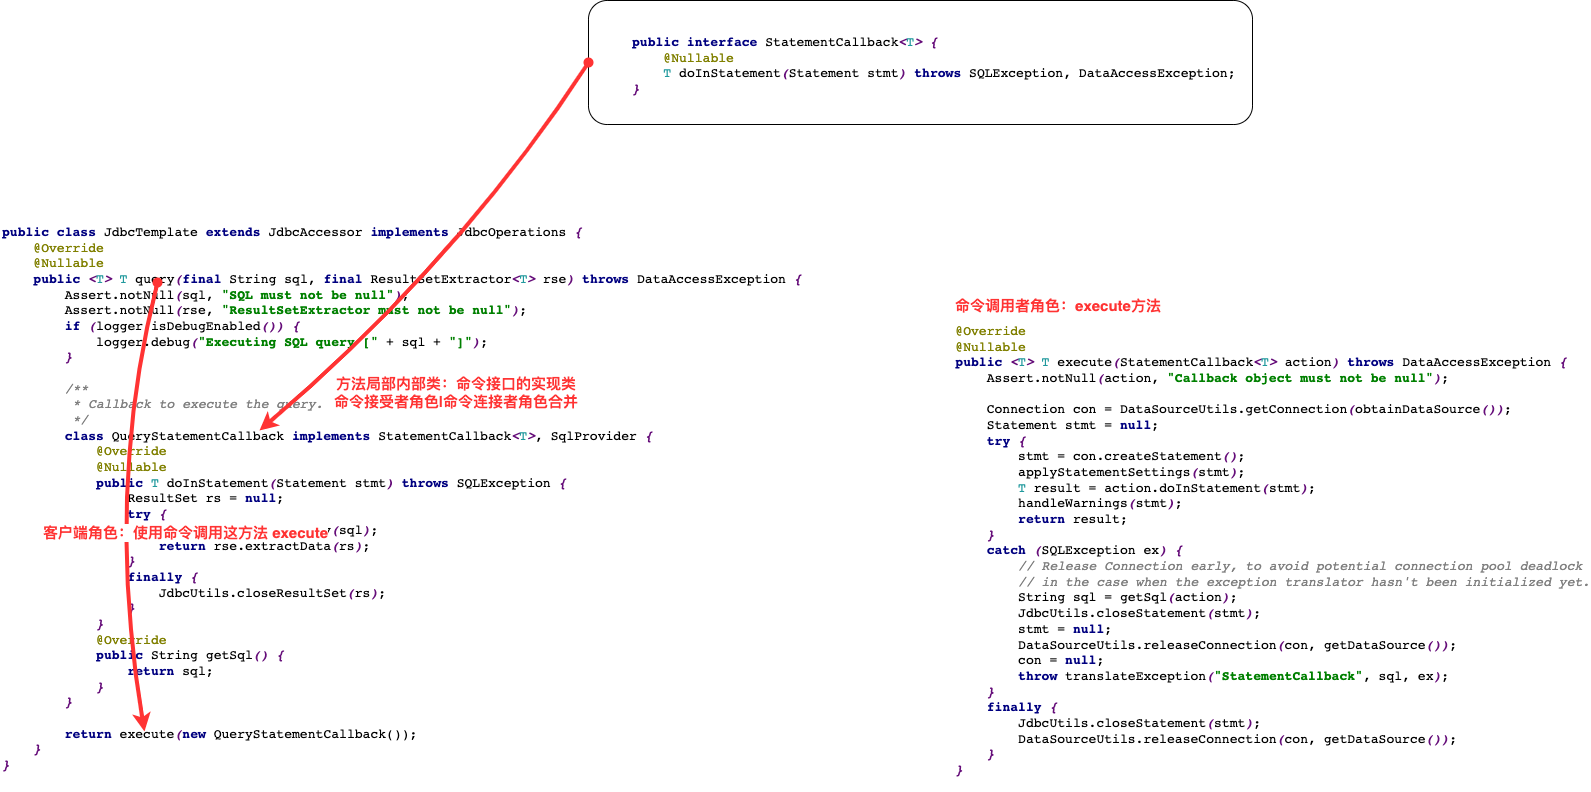 public interface StatementCallback<T> {
    @Nullable
    T doInStatement(Statement stmt) throws SQLException, DataAccessException;
}
public class JdbcTemplate extends JdbcAccessor implements JdbcOperations {
    @Override
    @Nullable
    public <T> T query(final String sql, final ResultSetExtractor<T> rse) throws DataAccessException {
        Assert.notNull(sql, "SQL must not be null");
        Assert.notNull(rse, "ResultSetExtractor must not be null");
        if (logger.isDebugEnabled()) {
            logger.debug("Executing SQL query [" + sql + "]");
        }
        /**
         * Callback to execute the query.
         */
方法局部内部类：命令接口的实现类
命令接受者角色|命令连接者角色合并
        class QueryStatementCallback implements StatementCallback<T>, SqlProvider {
            @Override
            @Nullable
            public T doInStatement(Statement stmt) throws SQLException {
                ResultSet rs = null;
                try {
客户端角色：使用命令调用这方法 execute
(sql);
                    return rse.extractData(rs);
                }
                finally {
                    JdbcUtils.closeResultSet(rs);
                }
            }
            @Override
            public String getSql() {
                return sql;
            }
        }
        return execute(new QueryStatementCallback());
    }
}
命令调用者角色：execute方法
@Override
@Nullable
public <T> T execute(StatementCallback<T> action) throws DataAccessException {
    Assert.notNull(action, "Callback object must not be null");
    Connection con = DataSourceUtils.getConnection(obtainDataSource());
    Statement stmt = null;
    try {
        stmt = con.createStatement();
        applyStatementSettings(stmt);
        T result = action.doInStatement(stmt);
        handleWarnings(stmt);
        return result;
    }
    catch (SQLException ex) {
        // Release Connection early, to avoid potential connection pool deadlock
        // in the case when the exception translator hasn't been initialized yet.
        String sql = getSql(action);
        JdbcUtils.closeStatement(stmt);
        stmt = null;
        DataSourceUtils.releaseConnection(con, getDataSource());
        con = null;
        throw translateException("StatementCallback", sql, ex);
    }
    finally {
        JdbcUtils.closeStatement(stmt);
        DataSourceUtils.releaseConnection(con, getDataSource());
    }
}